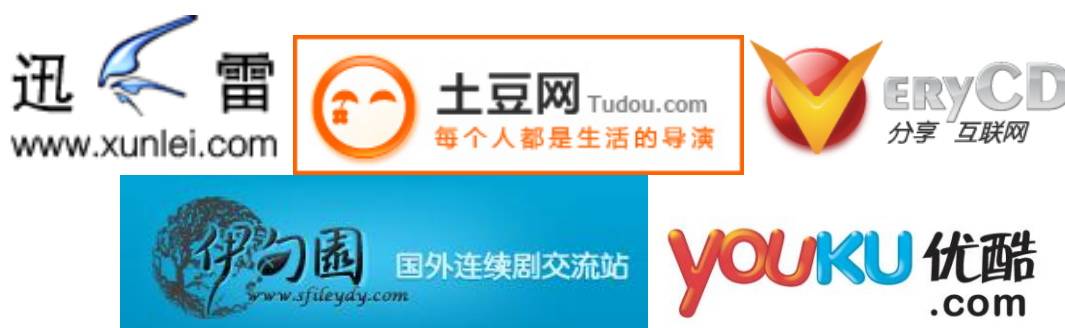 迅雷
www.xunlei.com
土豆网 Tudou.com
每个人都是生活的导演
VERYCD
分享 互联网
伊甸园 国外连续剧交流站
www.sfileydy.com
YOUKU 优酷
.com